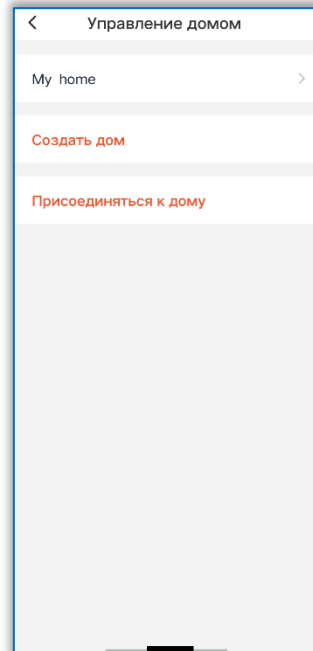 Управление домом
My home
Создать дом
Присоединяться к дому